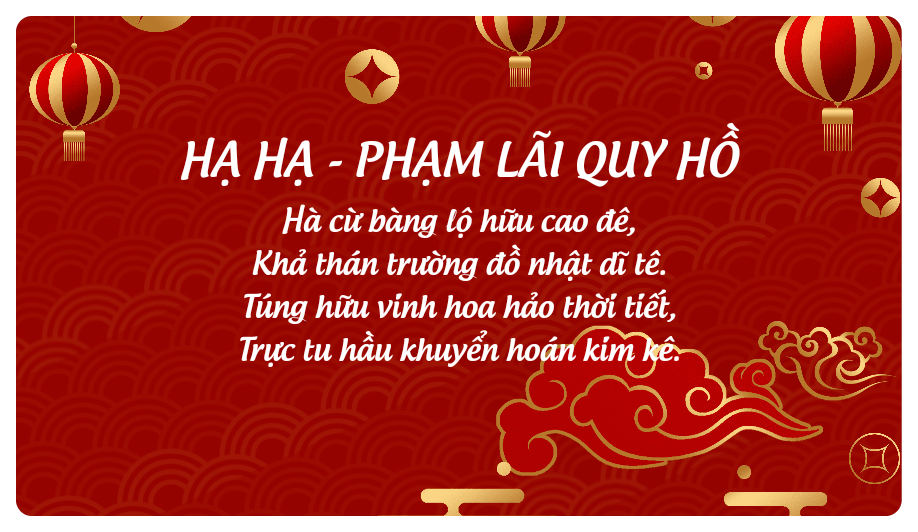 HẠ HẠ - PHẠM LÃI QUY HỒ
Hà cừ bàng lộ hữu cao đê,
Khả thán trường đồ nhật dĩ tê.
Túng hữu vinh hoa hảo thời tiết,
Trực tu hầu khuyển hoán kim kê.